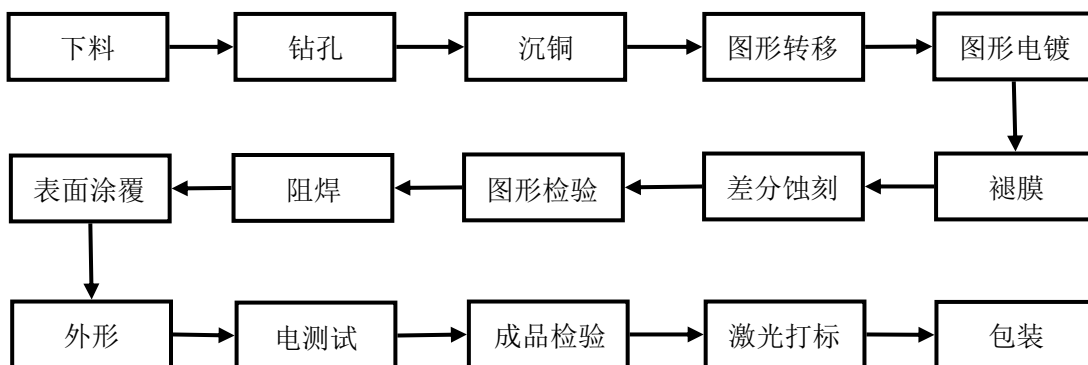 下料
钻孔
沉铜
图形转移
图形电镀
褪膜
差分蚀刻
图形检验
阻焊
表面涂覆
外形
电测试
成品检验
激光打标
包装